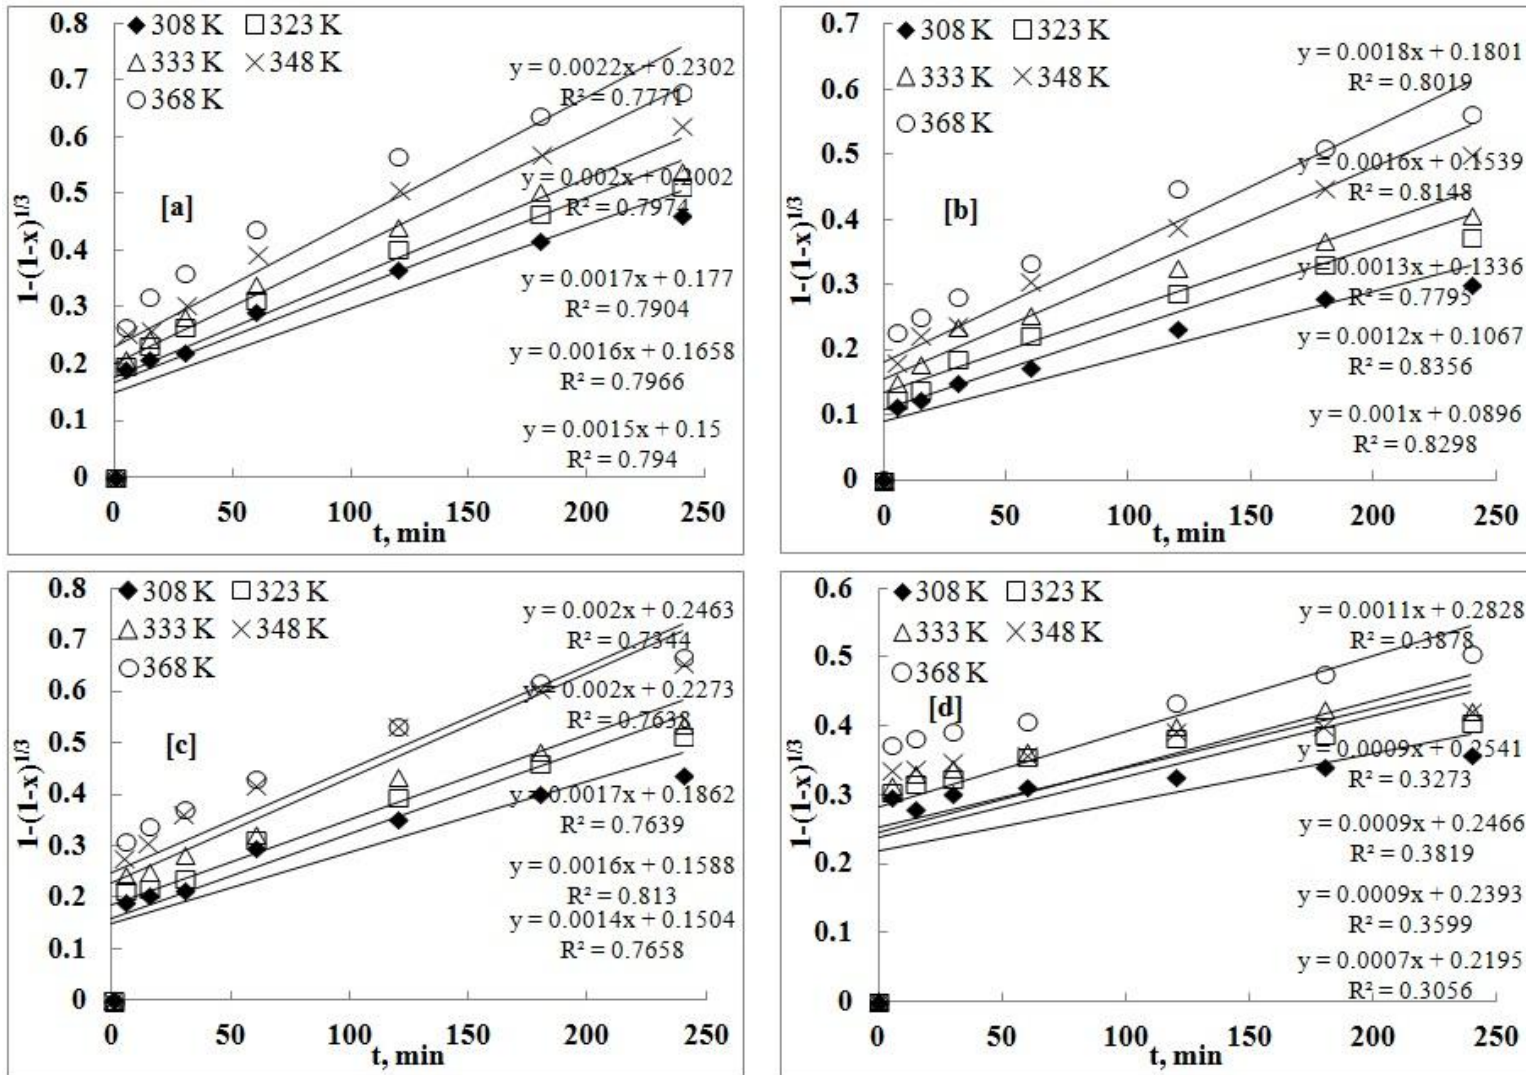 0.8
308 K 323 K
333 K 348 K
368 K
0.7
0.6
0.5
0.4
0.3
0.2
0.1
0
1-(1-x)^1/3
[a]
y = 0.0022x + 0.2302
R² = 0.7771
y = 0.002x + 0.2002
R² = 0.7974
y = 0.0017x + 0.177
R² = 0.7904
y = 0.0016x + 0.1658
R² = 0.7966
y = 0.0015x + 0.15
R² = 0.794
0 50 100 150 200 250
t, min
0.7
308 K 323 K
333 K 348 K
368 K
0.6
0.5
0.4
0.3
0.2
0.1
0
1-(1-x)^1/3
[b]
y = 0.0018x + 0.1801
R² = 0.8019
y = 0.0016x + 0.1539
R² = 0.8148
y = 0.0013x + 0.1336
R² = 0.7795
y = 0.0012x + 0.1067
R² = 0.8356
y = 0.001x + 0.0896
R² = 0.8298
0 50 100 150 200 250
t, min
0.8
308 K 323 K
333 K 348 K
368 K
0.7
0.6
0.5
0.4
0.3
0.2
0.1
0
1-(1-x)^1/3
[c]
y = 0.002x + 0.2463
R² = 0.7344
y = 0.002x + 0.2273
R² = 0.7638
y = 0.0017x + 0.1862
R² = 0.7639
y = 0.0016x + 0.1588
R² = 0.813
y = 0.0014x + 0.1504
R² = 0.7658
0 50 100 150 200 250
t, min
0.6
308 K 323 K
333 K 348 K
368 K
0.5
0.4
0.3
0.2
0.1
0
1-(1-x)^1/3
[d]
y = 0.0011x + 0.2828
R² = 0.3878
y = 0.0009x + 0.2541
R² = 0.3273
y = 0.0009x + 0.2466
R² = 0.3819
y = 0.0009x + 0.2393
R² = 0.3599
y = 0.0007x + 0.2195
R² = 0.3056
0 50 100 150 200 250
t, min